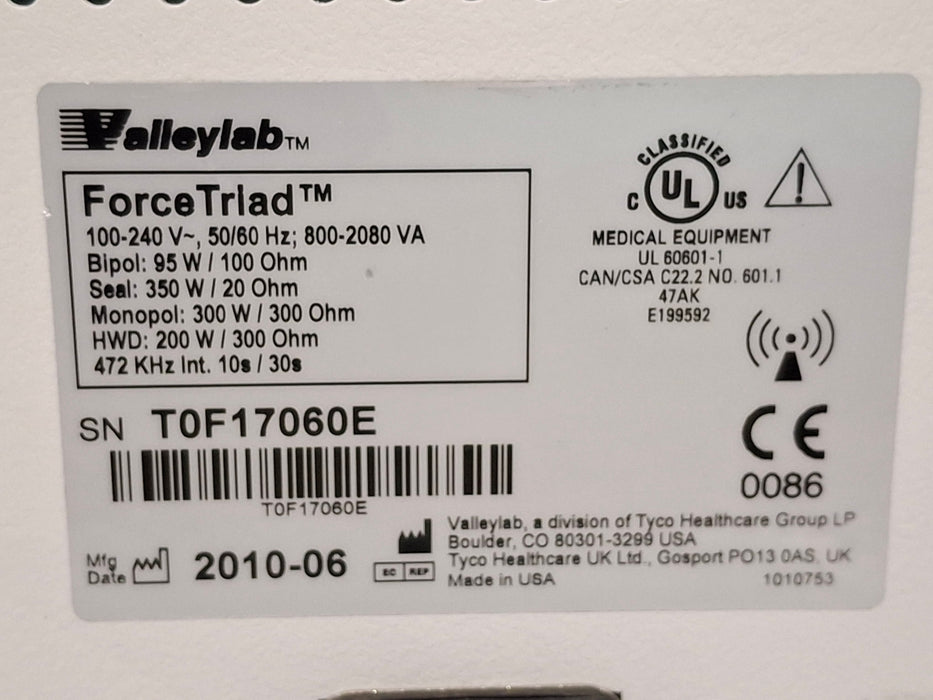 Valleylab™
ForceTriad™
100-240 V~, 50/60 Hz; 800-2080 VA
Bipol: 95 W / 100 Ohm
Seal: 350 W / 20 Ohm
Monopol: 300 W / 300 Ohm
HWD: 200 W / 300 Ohm
472 KHz Int. 10s / 30s
CLASSIFIED
C UL US
MEDICAL EQUIPMENT
UL 60601-1
CAN/CSA C22.2 NO. 601.1
47AK
E199592
CE
0086
SN T0F17060E
T0F17060E
Mfg
Date
2010-06
EC REP
Valleylab, a division of Tyco Healthcare Group LP
Boulder, CO 80301-3299 USA
Tyco Healthcare UK Ltd., Gosport PO13 0AS, UK
Made in USA
1010753